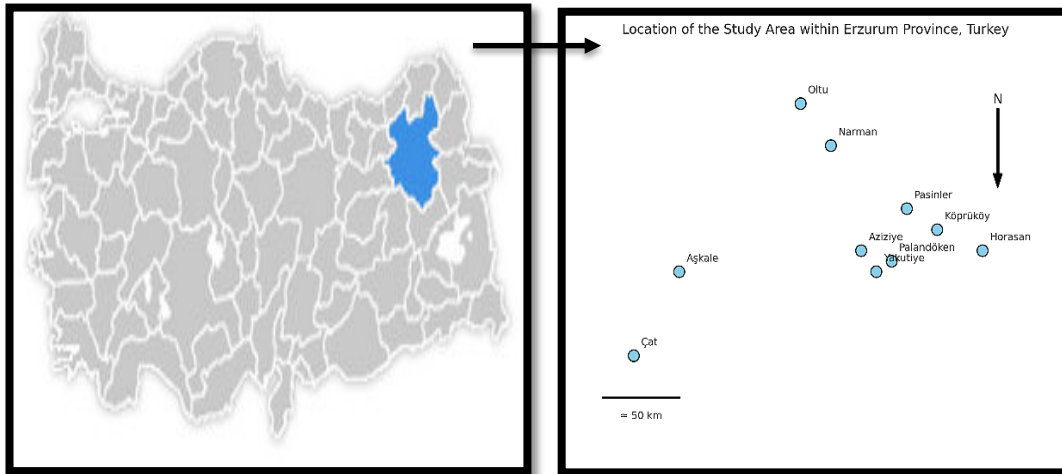 Location of the Study Area within Erzurum Province, Turkey
Oltu
N
Narman
Pasinler
Köprüköy
Aziziye
Palandöken
Horasan
Yakutiye
Aşkale
Çat
≈ 50 km